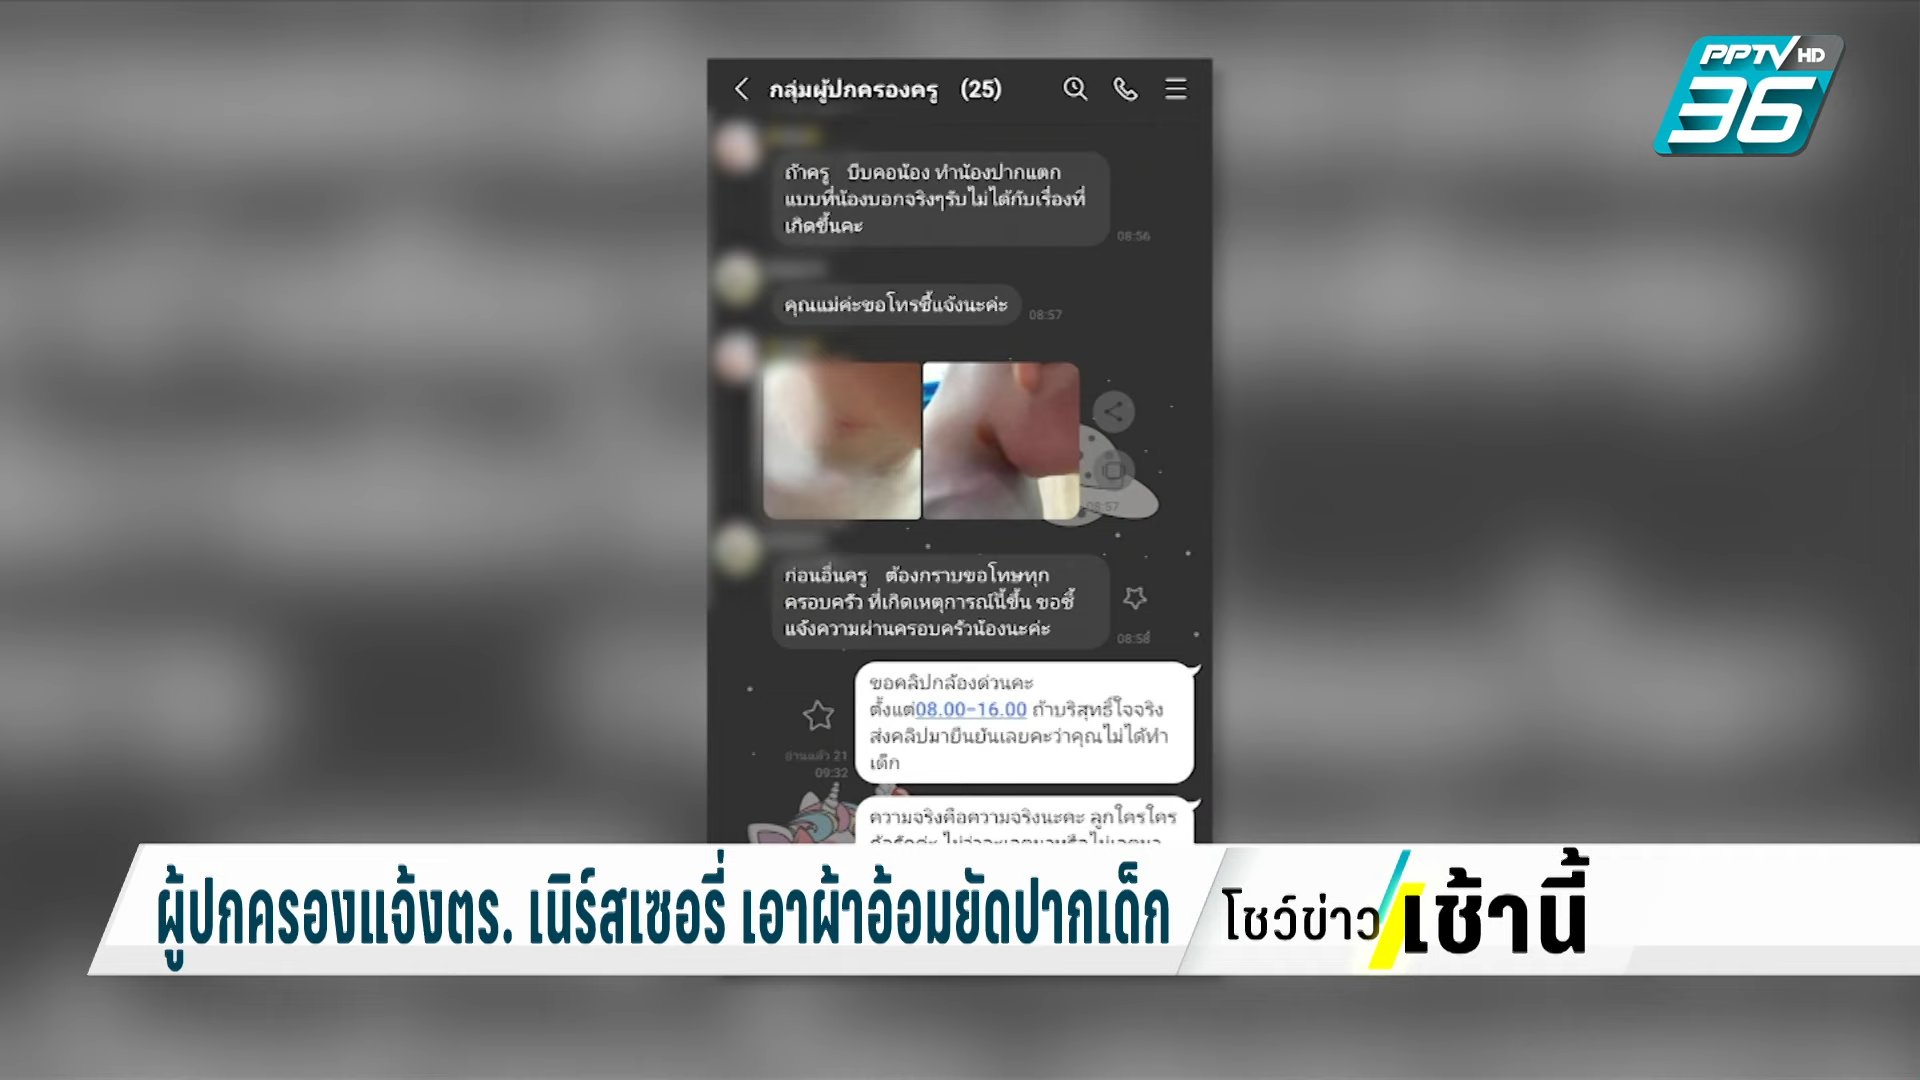 PPTV HD
36
กลุ่มผู้ปกครองครู (25)
ถ้าครู บีบคอน้อง ทำน้องปากแตก
แบบที่น้องบอกจริงๆรับไม่ได้กับเรื่องที่
เกิดขึ้นคะ
08:56
คุณแม่ค่ะขอโทรชี้แจ้งนะค่ะ
08:57
08:57
ก่อนอื่นครู ต้องกราบขอโทษทุก
ครอบครัว ที่เกิดเหตุการณ์นี้ขึ้น ขอชี้
แจ้งความผ่านครอบครัวน้องนะค่ะ
08:58
ขอคลิปกล้องด่วนคะ
ตั้งแต่08.00-16.00 ถ้าบริสุทธิ์ใจจริง
ส่งคลิปมายืนยันเลยคะว่าคุณไม่ได้ทำ
เด็ก
อ่านแล้ว 21
09:32
ความจริงคือความจริงนะคะ ลูกใครใคร
ผู้ปกครองแจ้งตร. เนิร์สเซอรี่ เอาผ้าอ้อมยัดปากเด็ก
โชว์ข่าวเช้านี้